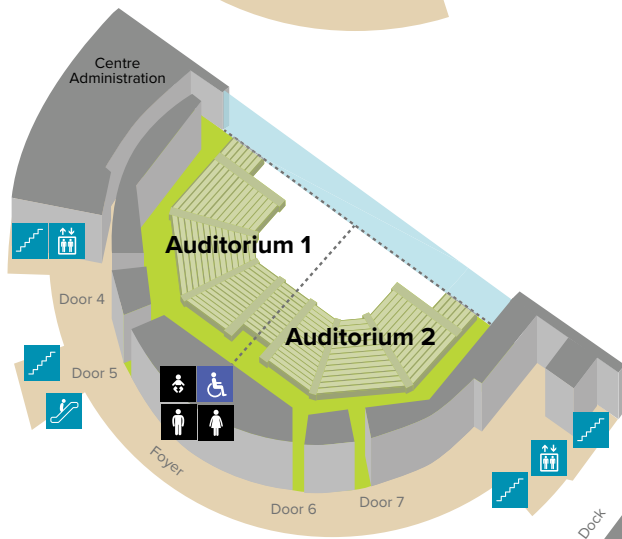 Centre
Administration
Auditorium 1
Door 4
Auditorium 2
Door 5
Foyer
Door 6
Door 7
Dock